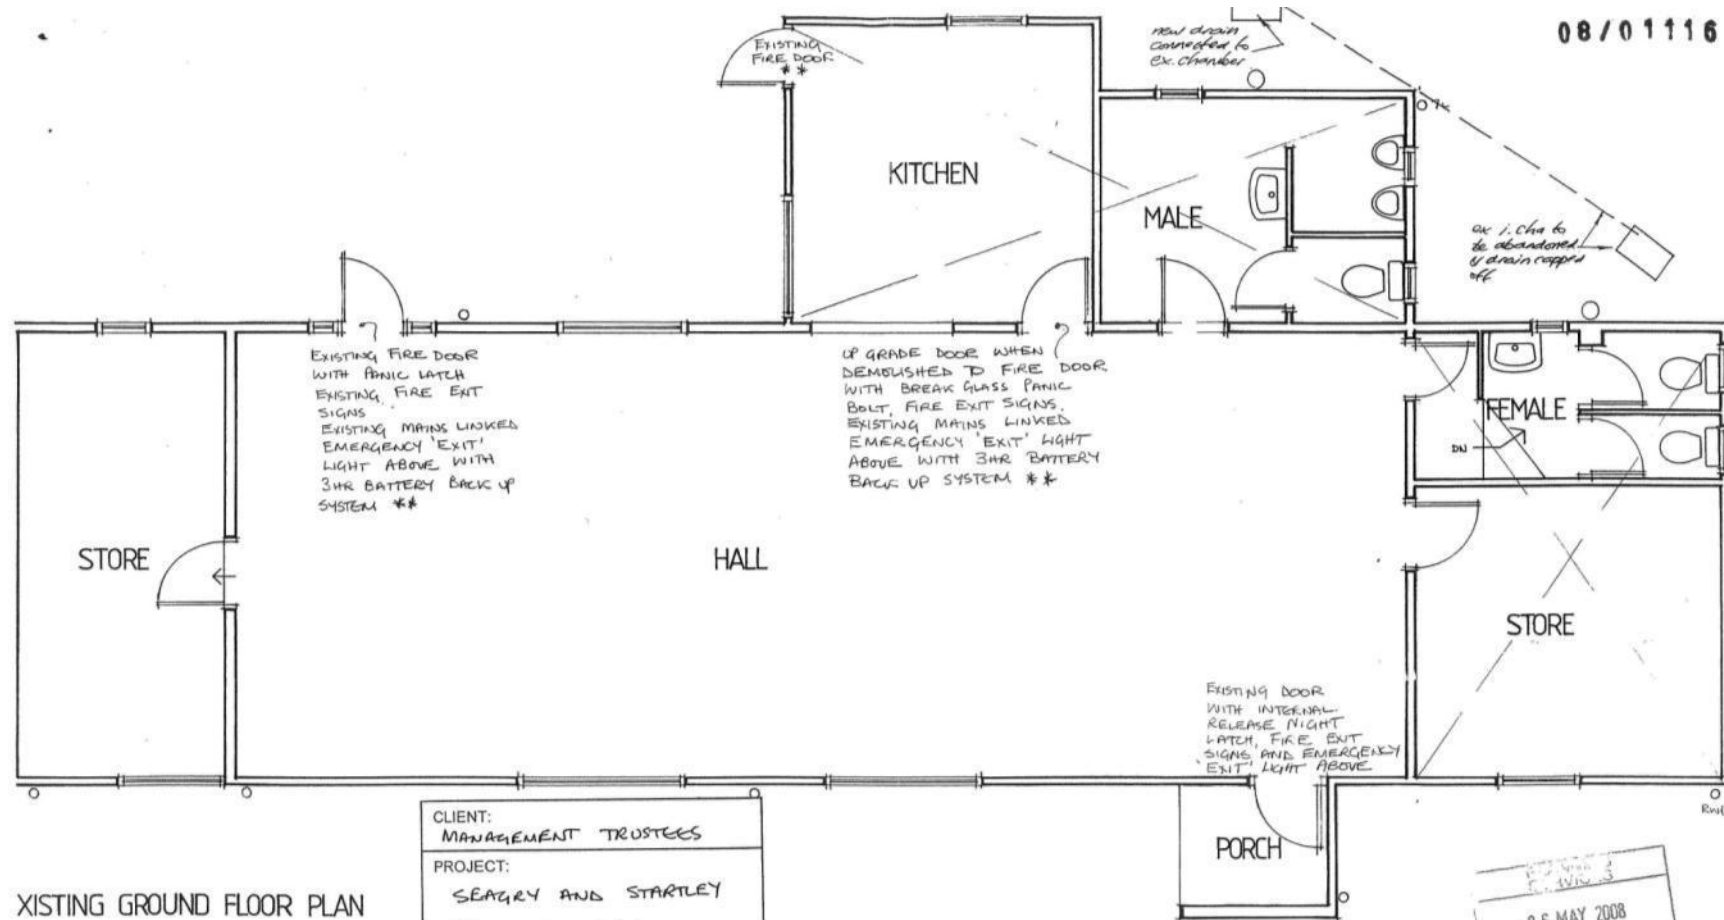 08/01116
new drain
connected to
ex. chamber
EXISTING
FIRE DOOR
**
KITCHEN
MALE
ex i. cha to
be abandoned
& drain capped
off
EXISTING FIRE DOOR
WITH PANIC LATCH
EXISTING FIRE EXIT
SIGNS
EXISTING MAINS LINKED
EMERGENCY 'EXIT'
LIGHT ABOVE WITH
3HR BATTERY BACK UP
SYSTEM **
UP GRADE DOOR WHEN
DEMOLISHED TO FIRE DOOR
WITH BREAK GLASS PANIC
BOLT, FIRE EXIT SIGNS.
EXISTING MAINS LINKED
EMERGENCY 'EXIT' LIGHT
ABOVE WITH 3HR BATTERY
BACK UP SYSTEM **
FEMALE
DN
STORE
HALL
STORE
EXISTING DOOR
WITH INTERNAL
RELEASE NIGHT
LATCH, FIRE EXIT
SIGNS AND EMERGENCY
'EXIT' LIGHT ABOVE
PORCH
CLIENT:
MANAGEMENT TRUSTEES
PROJECT:
SEAGRY AND STARTLEY
XISTING GROUND FLOOR PLAN
MAY 2008